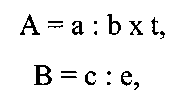 A = a : b x t,
B = c : e,